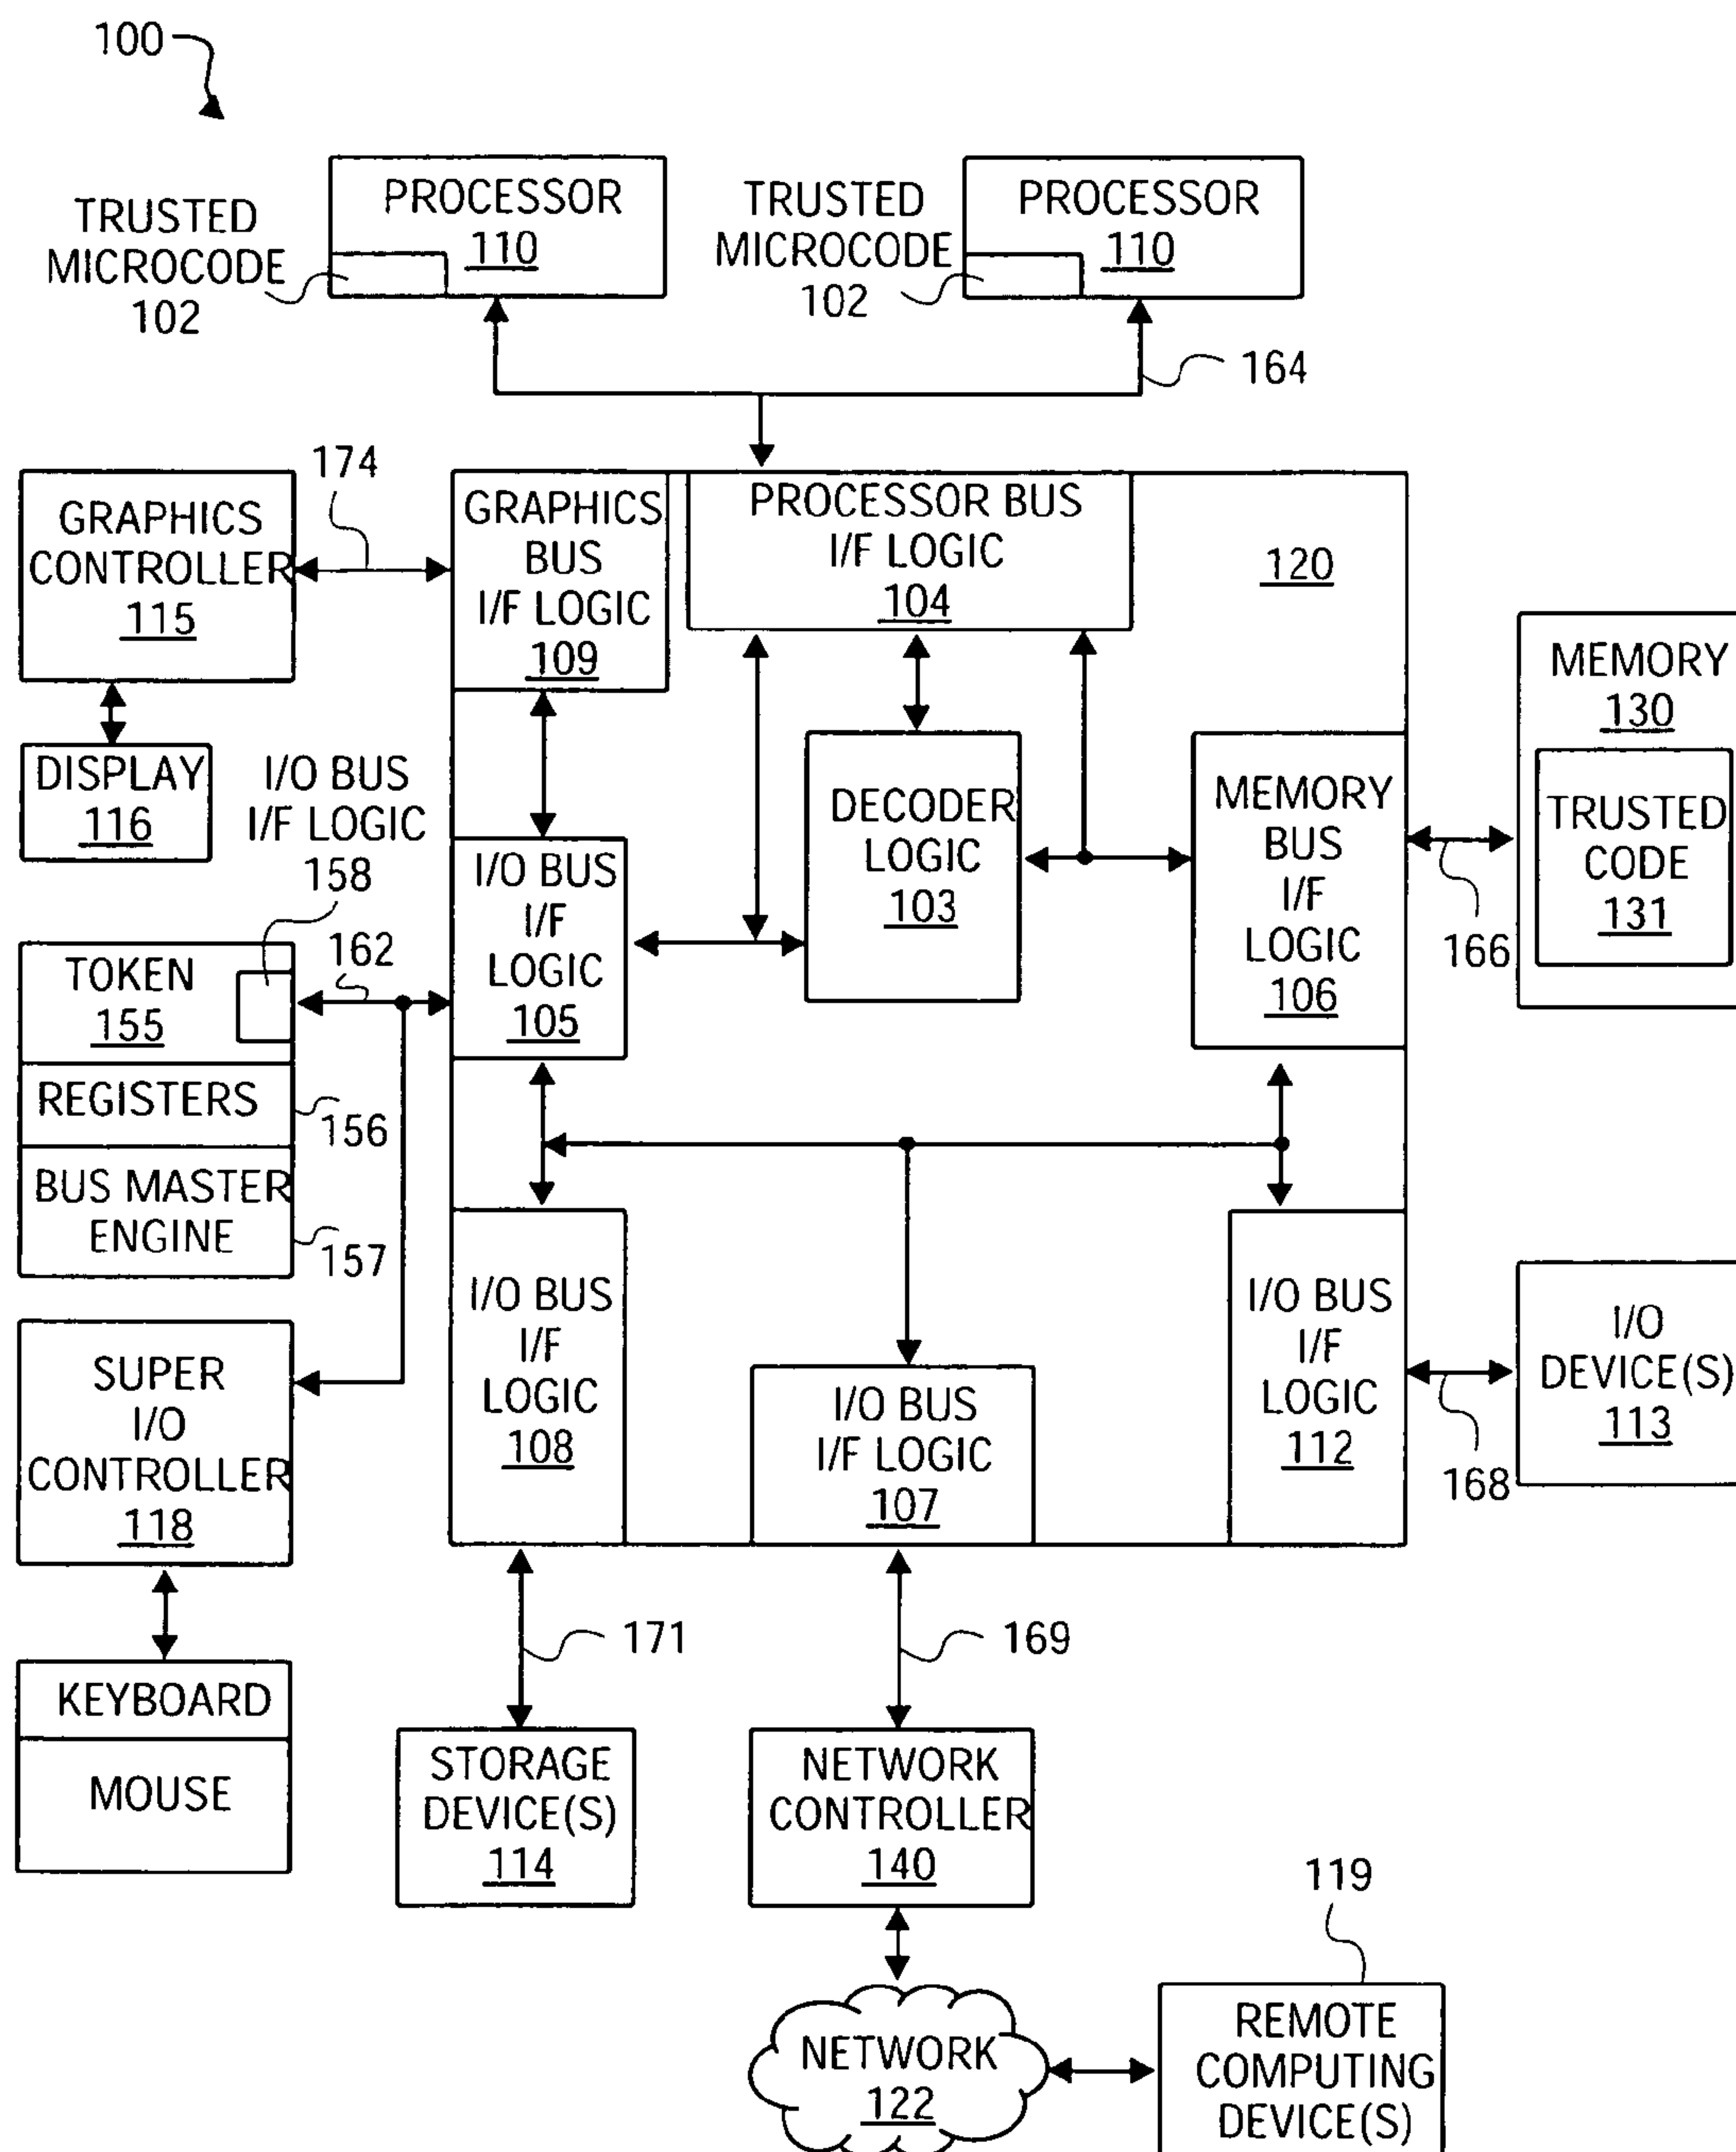 100
TRUSTED
MICROCODE
102
PROCESSOR
110
TRUSTED
MICROCODE
102
PROCESSOR
110
164
174
GRAPHICS
CONTROLLER
115
GRAPHICS
BUS
I/F LOGIC
109
PROCESSOR BUS
I/F LOGIC
104
120
MEMORY
130
TRUSTED
CODE
131
DISPLAY
116
I/O BUS
I/F LOGIC
158
I/O BUS
I/F
LOGIC
105
DECODER
LOGIC
103
MEMORY
BUS
I/F
LOGIC
106
166
TOKEN
155
162
REGISTERS
156
BUS MASTER
ENGINE
157
SUPER
I/O
CONTROLLER
118
I/O BUS
I/F
LOGIC
108
I/O BUS
I/F LOGIC
107
I/O BUS
I/F
LOGIC
112
168
I/O
DEVICE(S)
113
KEYBOARD
MOUSE
171
169
STORAGE
DEVICE(S)
114
NETWORK
CONTROLLER
140
119
NETWORK
122
REMOTE
COMPUTING
DEVICE(S)